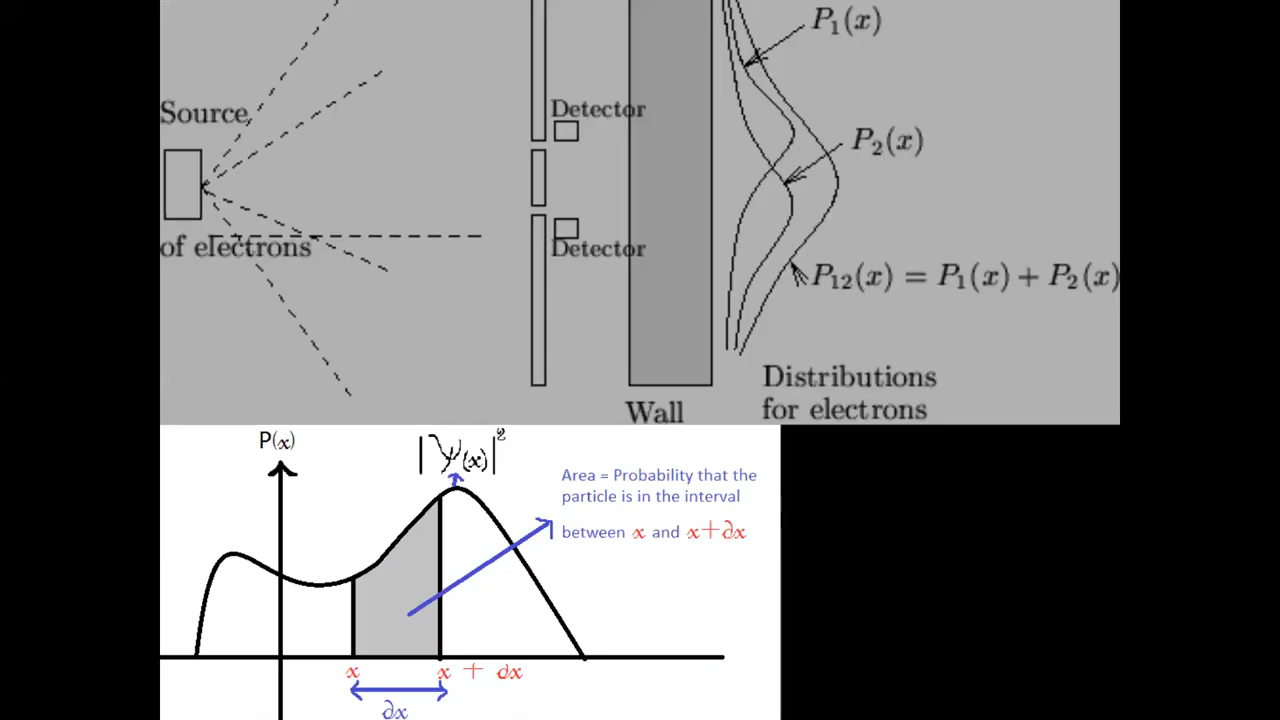 P₁(x)
Source
Detector
P₂(x)
of electrons
Detector
P₁₂(x) = P₁(x) + P₂(x)
Distributions
for electrons
Wall
P(x)
|Ψ(x)|²
Area = Probability that the
particle is in the interval
between x and x+∂x
x
x + dx
∂x